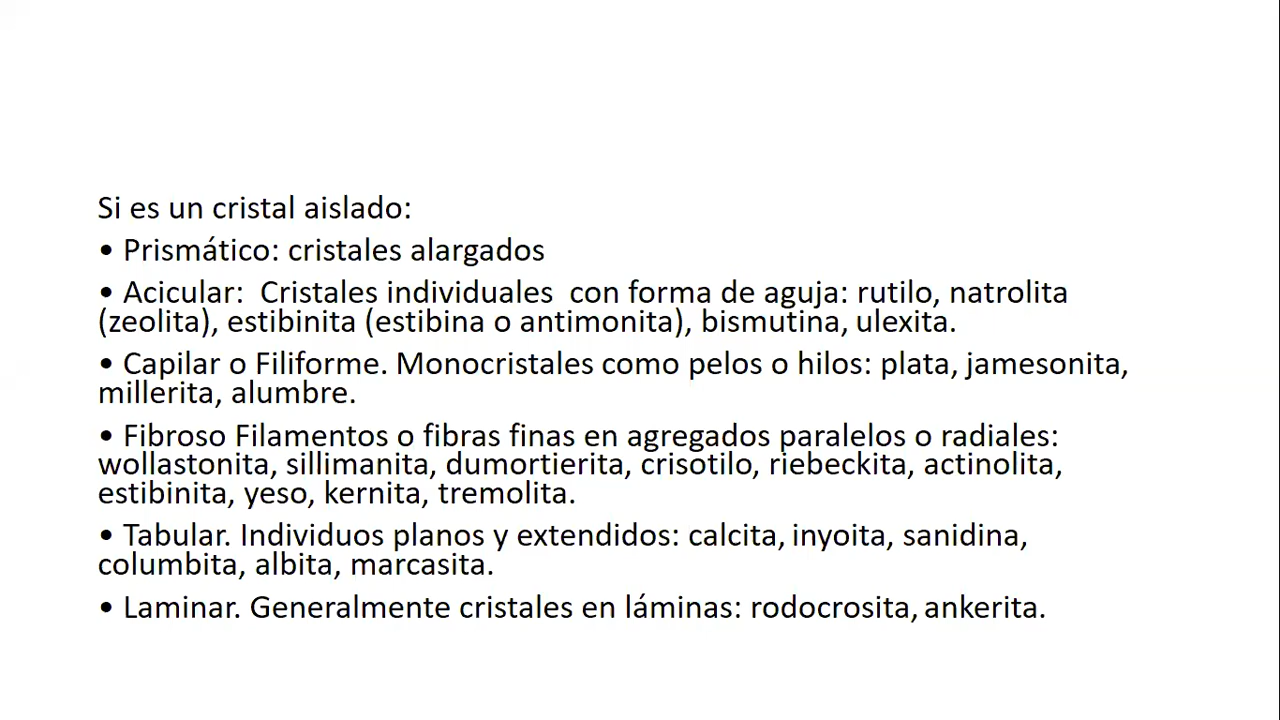 Si es un cristal aislado:
• Prismático: cristales alargados
• Acicular:  Cristales individuales  con forma de aguja: rutilo, natrolita
(zeolita), estibinita (estibina o antimonita), bismutina, ulexita.
• Capilar o Filiforme. Monocristales como pelos o hilos: plata, jamesonita,
millerita, alumbre.
• Fibroso Filamentos o fibras finas en agregados paralelos o radiales:
wollastonita, sillimanita, dumortierita, crisotilo, riebeckita, actinolita,
estibinita, yeso, kernita, tremolita.
• Tabular. Individuos planos y extendidos: calcita, inyoita, sanidina,
columbita, albita, marcasita.
• Laminar. Generalmente cristales en láminas: rodocrosita, ankerita.